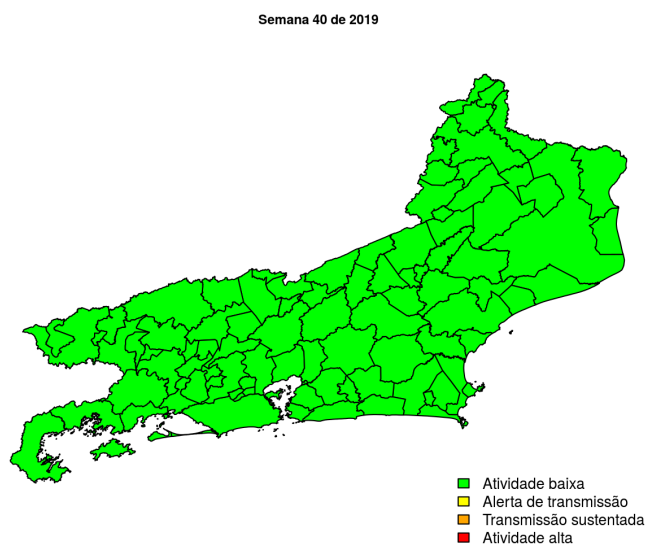 Semana 40 de 2019
Atividade baixa
Alerta de transmissão
Transmissão sustentada
Atividade alta